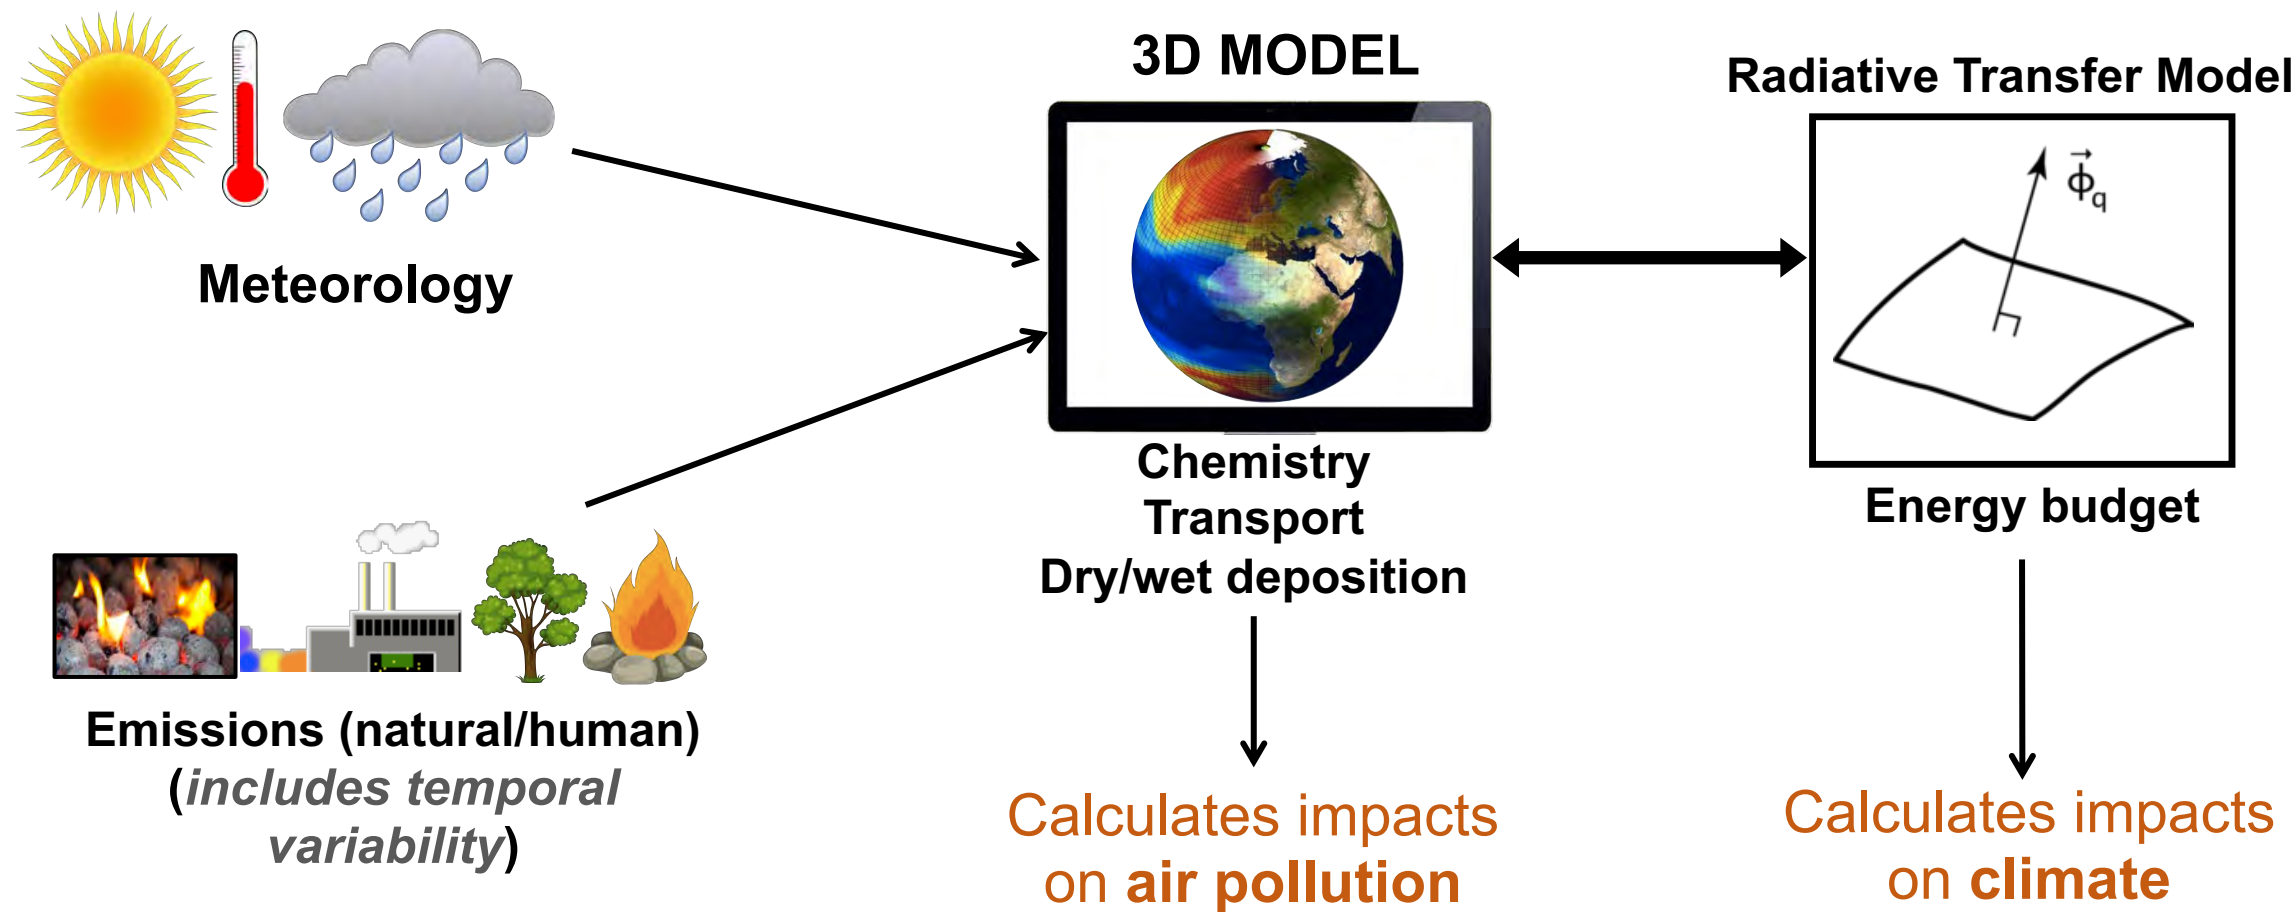 3D MODEL
Radiative Transfer Model
Meteorology
ϕ⃗q
Chemistry
Transport
Dry/wet deposition
Energy budget
Emissions (natural/human)
(includes temporal
variability)
Calculates impacts
on air pollution
Calculates impacts
on climate